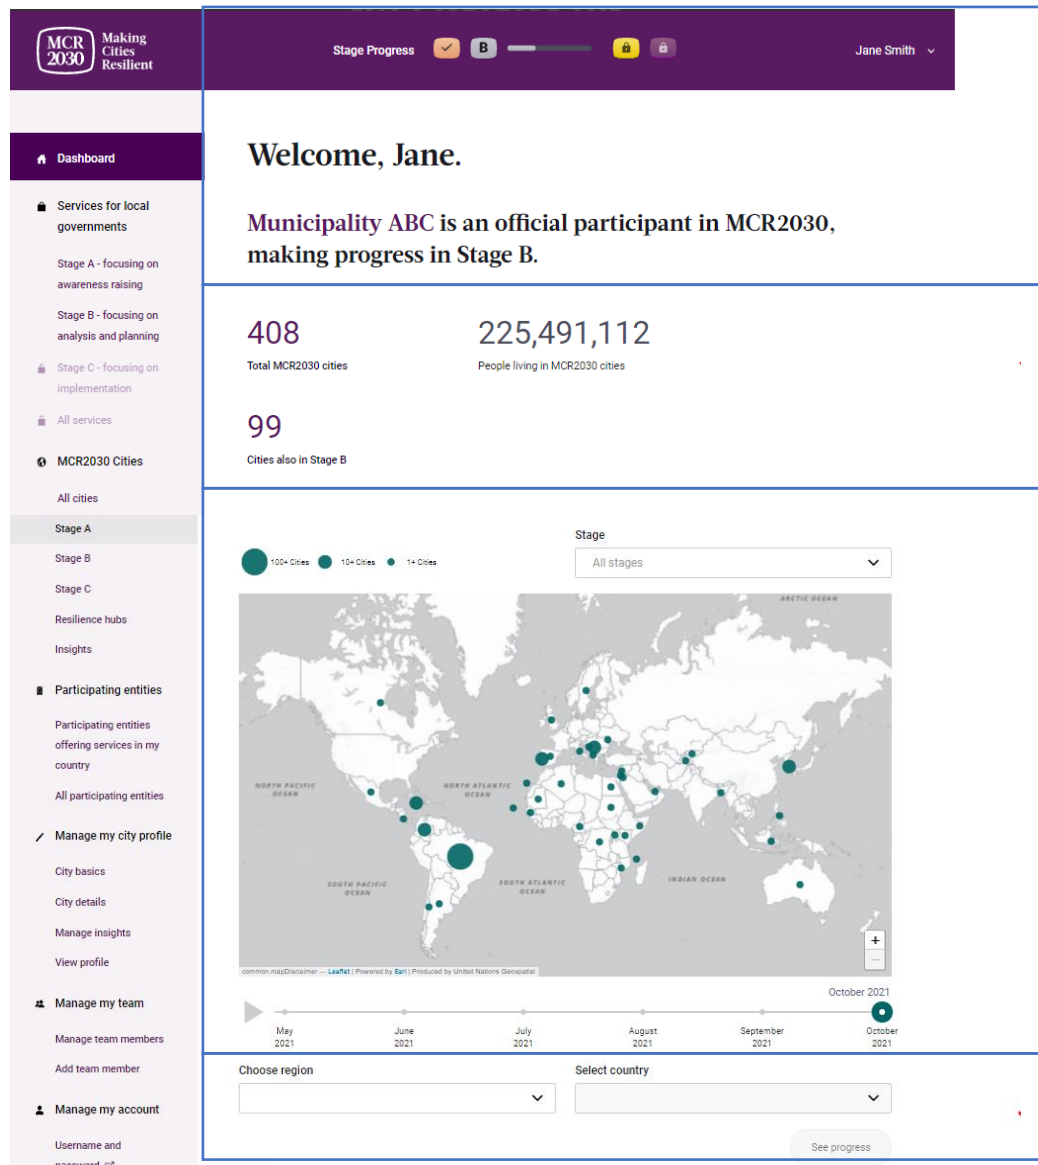 MCR
2030
Making
Cities
Resilient
Stage Progress
B
Jane Smith
Dashboard
Services for local
governments
Stage A - focusing on
awareness raising
Stage B - focusing on
analysis and planning
Stage C - focusing on
implementation
All services
MCR2030 Cities
All cities
Stage A
Stage B
Stage C
Resilience hubs
Insights
Participating entities
Participating entities
offering services in my
country
All participating entities
Manage my city profile
City basics
City details
Manage insights
View profile
Manage my team
Manage team members
Add team member
Manage my account
Username and
Welcome, Jane.
Municipality ABC is an official participant in MCR2030,
making progress in Stage B.
408
Total MCR2030 cities
225,491,112
People living in MCR2030 cities
99
Cities also in Stage B
100+ Cities
10+ Cities
1+ Cities
Stage
All stages
ARCTIC OCEAN
NORTH PACIFIC
OCEAN
NORTH ATLANTIC
OCEAN
SOUTH PACIFIC
OCEAN
SOUTH ATLANTIC
OCEAN
INDIAN OCEAN
+
−
common.mapDisclaimer — Leaflet | Powered by Esri | Produced by United Nations Geospatial
October 2021
May
2021
June
2021
July
2021
August
2021
September
2021
October
2021
Choose region
Select country
See progress